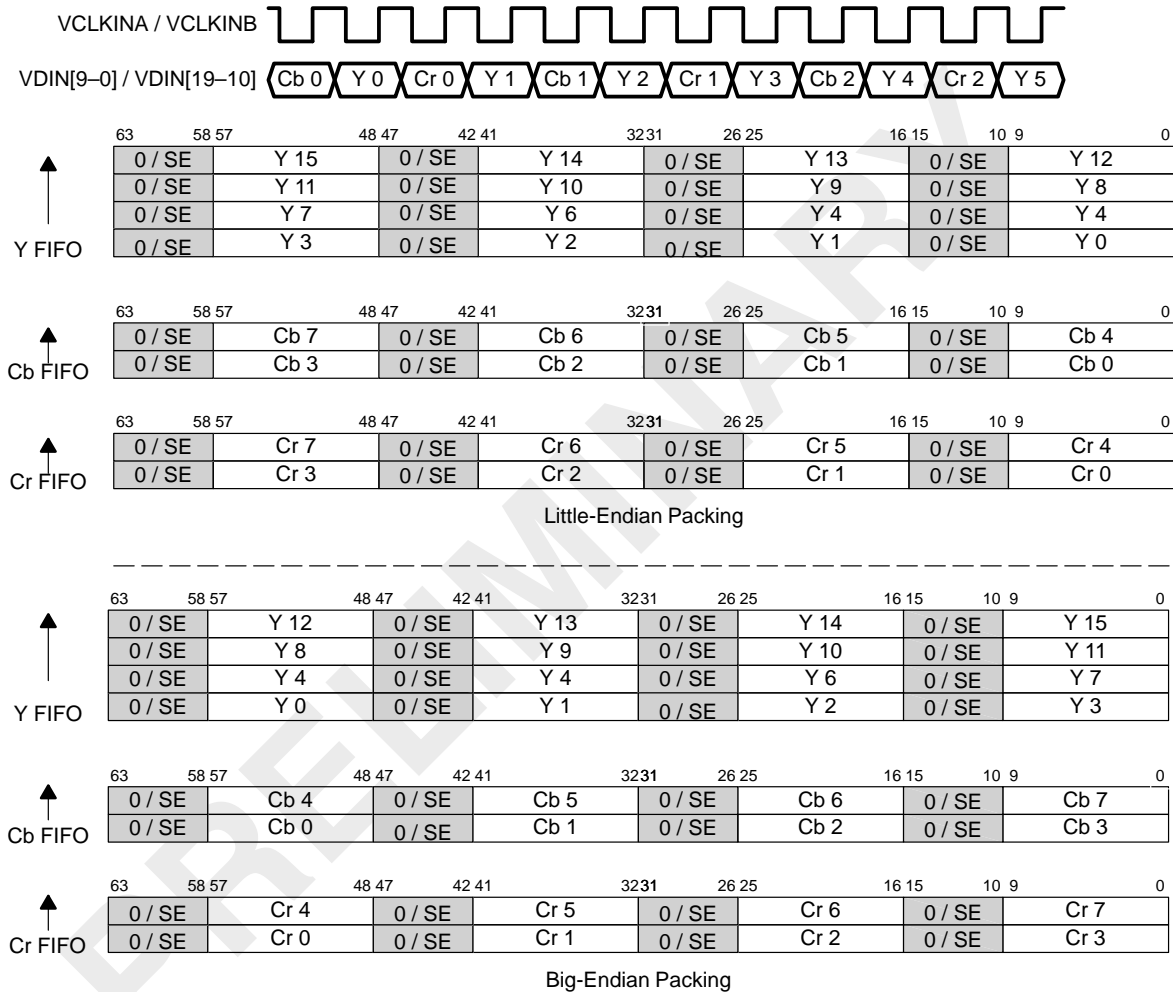 VCLKINA / VCLKINB
VDIN[9–0] / VDIN[19–10] Cb 0 Y 0 Cr 0 Y 1 Cb 1 Y 2 Cr 1 Y 3 Cb 2 Y 4 Cr 2 Y 5
63 58 57 48 47 42 41 32 31 26 25 16 15 10 9 0
0 / SE Y 15 0 / SE Y 14 0 / SE Y 13 0 / SE Y 12
0 / SE Y 11 0 / SE Y 10 0 / SE Y 9 0 / SE Y 8
0 / SE Y 7 0 / SE Y 6 0 / SE Y 4 0 / SE Y 4
Y FIFO 0 / SE Y 3 0 / SE Y 2 0 / SE Y 1 0 / SE Y 0
63 58 57 48 47 42 41 32 31 26 25 16 15 10 9 0
0 / SE Cb 7 0 / SE Cb 6 0 / SE Cb 5 0 / SE Cb 4
Cb FIFO 0 / SE Cb 3 0 / SE Cb 2 0 / SE Cb 1 0 / SE Cb 0
63 58 57 48 47 42 41 32 31 26 25 16 15 10 9 0
0 / SE Cr 7 0 / SE Cr 6 0 / SE Cr 5 0 / SE Cr 4
Cr FIFO 0 / SE Cr 3 0 / SE Cr 2 0 / SE Cr 1 0 / SE Cr 0
Little-Endian Packing
63 58 57 48 47 42 41 32 31 26 25 16 15 10 9 0
0 / SE Y 12 0 / SE Y 13 0 / SE Y 14 0 / SE Y 15
0 / SE Y 8 0 / SE Y 9 0 / SE Y 10 0 / SE Y 11
0 / SE Y 4 0 / SE Y 4 0 / SE Y 6 0 / SE Y 7
Y FIFO 0 / SE Y 0 0 / SE Y 1 0 / SE Y 2 0 / SE Y 3
63 58 57 48 47 42 41 32 31 26 25 16 15 10 9 0
0 / SE Cb 4 0 / SE Cb 5 0 / SE Cb 6 0 / SE Cb 7
Cb FIFO 0 / SE Cb 0 0 / SE Cb 1 0 / SE Cb 2 0 / SE Cb 3
63 58 57 48 47 42 41 32 31 26 25 16 15 10 9 0
0 / SE Cr 4 0 / SE Cr 5 0 / SE Cr 6 0 / SE Cr 7
Cr FIFO 0 / SE Cr 0 0 / SE Cr 1 0 / SE Cr 2 0 / SE Cr 3
Big-Endian Packing
PRELIMINARY